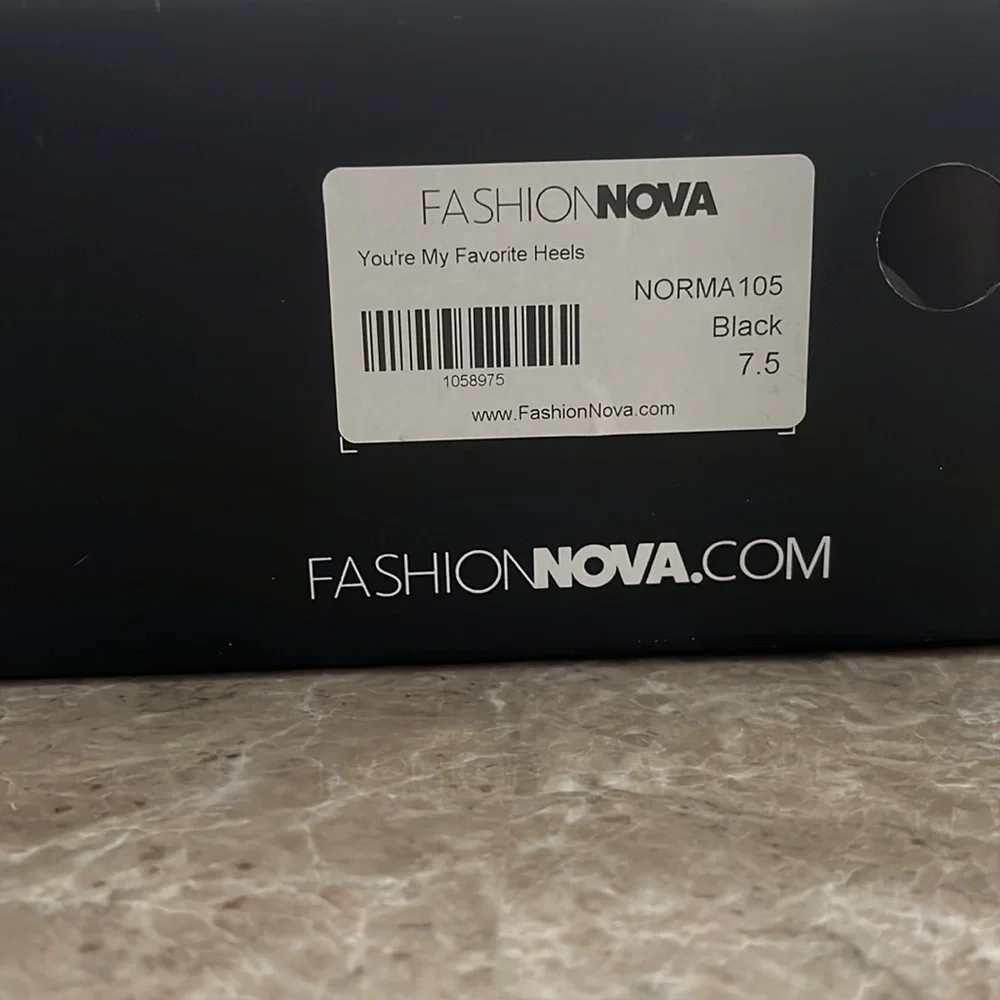 FASHIONNOVA
You're My Favorite Heels
NORMA105
Black
7.5
1058975
www.FashionNova.com
FASHIONNOVA.COM